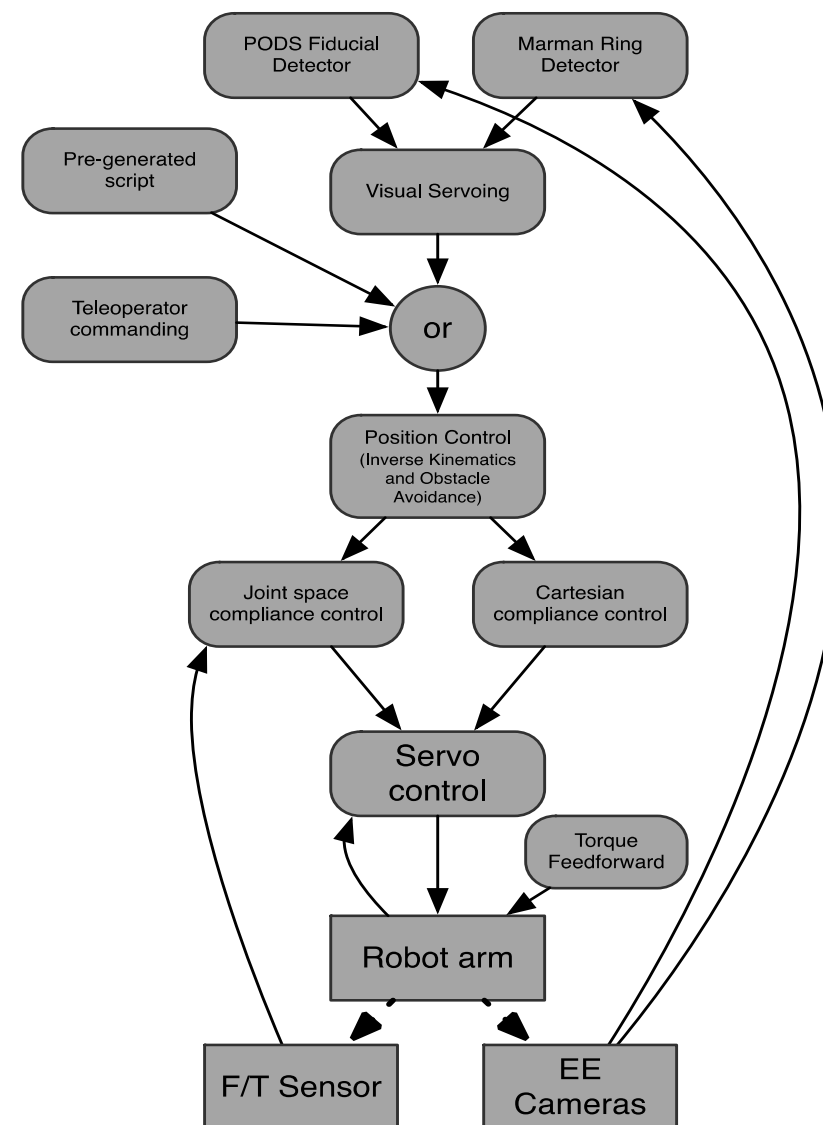 PODS Fiducial
Detector
Marman Ring
Detector
Pre-generated
script
Visual Servoing
Teleoperator
commanding
or
Position Control
(Inverse Kinematics
and Obstacle
Avoidance)
Joint space
compliance control
Cartesian
compliance control
Servo
control
Torque
Feedforward
Robot arm
F/T Sensor
EE
Cameras